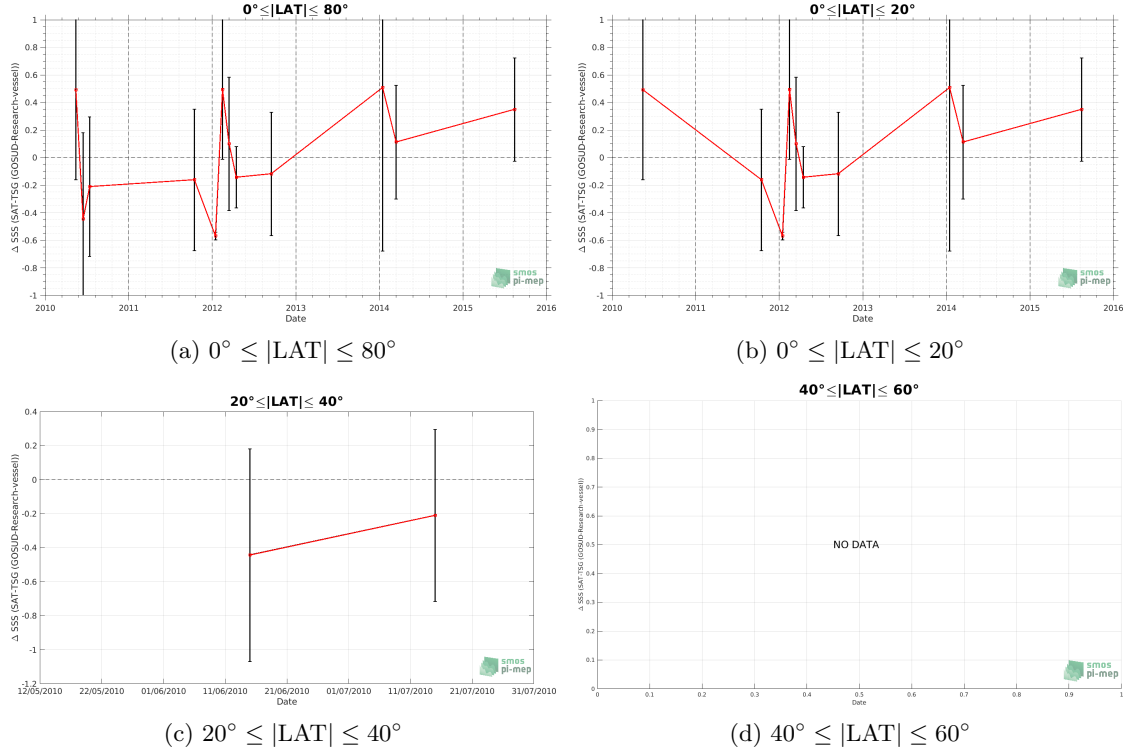 0°≤|LAT|≤ 80°
Δ SSS (SAT-TSG (GOSUD-Research-vessel))
1
0.8
0.6
0.4
0.2
0
-0.2
-0.4
-0.6
-0.8
-1
2010 2011 2012 2013 2014 2015 2016
Date
smos
pi-mep
(a) 0° ≤ |LAT| ≤ 80°
0°≤|LAT|≤ 20°
Δ SSS (SAT-TSG (GOSUD-Research-vessel))
1
0.8
0.6
0.4
0.2
0
-0.2
-0.4
-0.6
-0.8
-1
2010 2011 2012 2013 2014 2015 2016
Date
smos
pi-mep
(b) 0° ≤ |LAT| ≤ 20°
20°≤|LAT|≤ 40°
Δ SSS (SAT-TSG (GOSUD-Research-vessel))
0.4
0.2
0
-0.2
-0.4
-0.6
-0.8
-1
-1.2
12/05/2010 22/05/2010 01/06/2010 11/06/2010 21/06/2010 01/07/2010 11/07/2010 21/07/2010 31/07/2010
Date
smos
pi-mep
(c) 20° ≤ |LAT| ≤ 40°
40°≤|LAT|≤ 60°
Δ SSS (SAT-TSG (GOSUD-Research-vessel))
1
0.9
0.8
0.7
0.6
0.5
0.4
0.3
0.2
0.1
0
NO DATA
0 0.1 0.2 0.3 0.4 0.5 0.6 0.7 0.8 0.9 1
Date
smos
pi-mep
(d) 40° ≤ |LAT| ≤ 60°